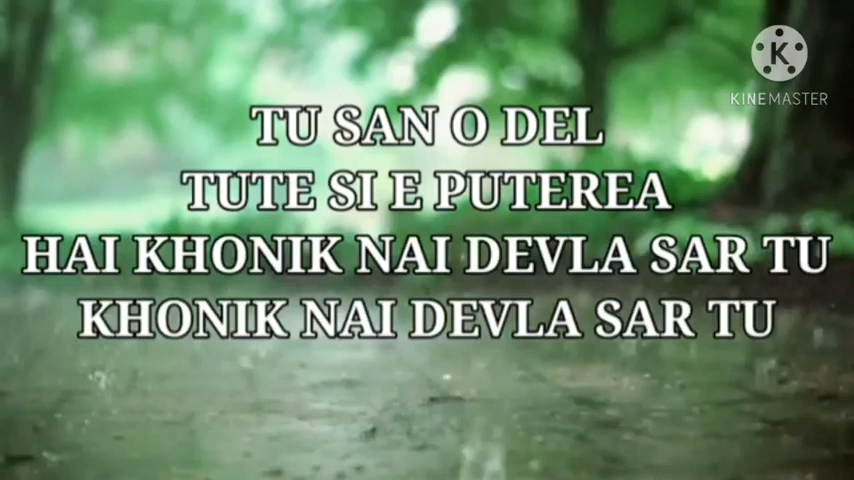 KINEMASTER
TU SAN O DEL
TUTE SI E PUTEREA
HAI KHONIK NAI DEVLA SAR TU
KHONIK NAI DEVLA SAR TU